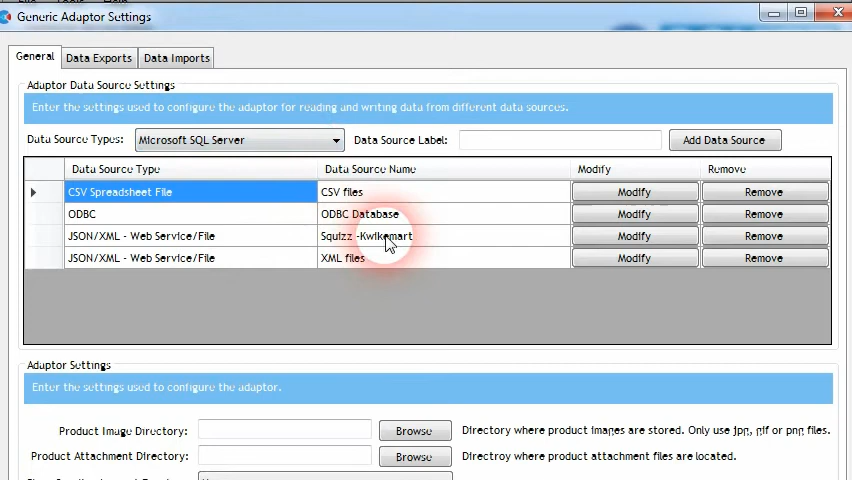 Generic Adaptor Settings
General Data Exports Data Imports
Adaptor Data Source Settings
Enter the settings used to configure the adaptor for reading and writing data from different data sources.
Data Source Types: Microsoft SQL Server Data Source Label: Add Data Source
Data Source Type Data Source Name Modify Remove
CSV Spreadsheet File CSV files Modify Remove
ODBC ODBC Database Modify Remove
JSON/XML - Web Service/File Squizz -Kwikemart Modify Remove
JSON/XML - Web Service/File XML files Modify Remove
Adaptor Settings
Enter the settings used to configure the adaptor.
Product Image Directory: Browse Directory where product images are stored. Only use jpg, gif or png files.
Product Attachment Directory: Browse Directroy where product attachment files are located.